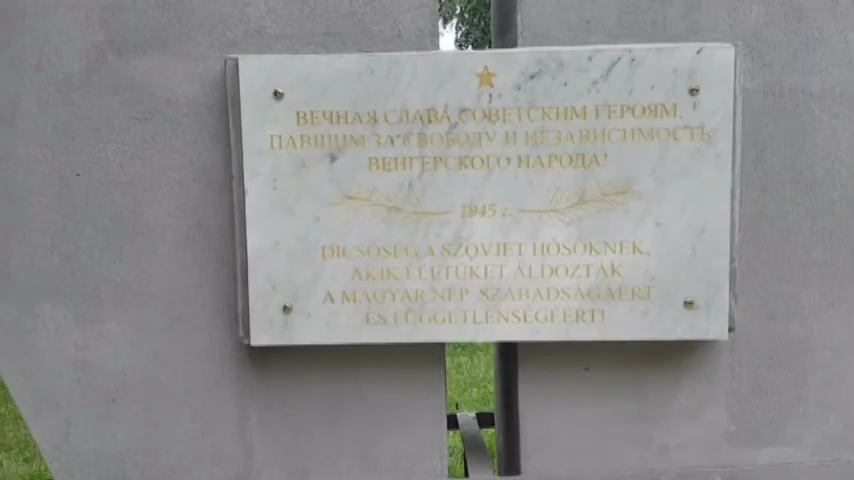 ВЕЧНАЯ СЛАВА СОВЕТСКИМ ГЕРОЯМ,
ПАВШИМ ЗА СВОБОДУ И НЕЗАВИСИМОСТЬ
ВЕНГЕРСКОГО НАРОДА!
1945 г.
DICSŐSÉG A SZOVJET HŐSÖKNEK,
AKIK ÉLETÜKET ÁLDOZTÁK
A MAGYAR NÉP SZABADSÁGÁÉRT
ÉS FÜGGETLENSÉGÉÉRT!